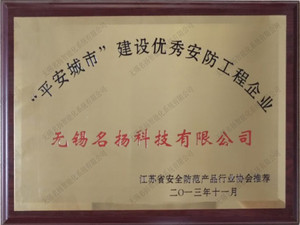 “平安城市”建设优秀安防工程企业
无锡名扬科技有限公司
江苏省安全防范产品行业协会推荐
二〇一三年十一月